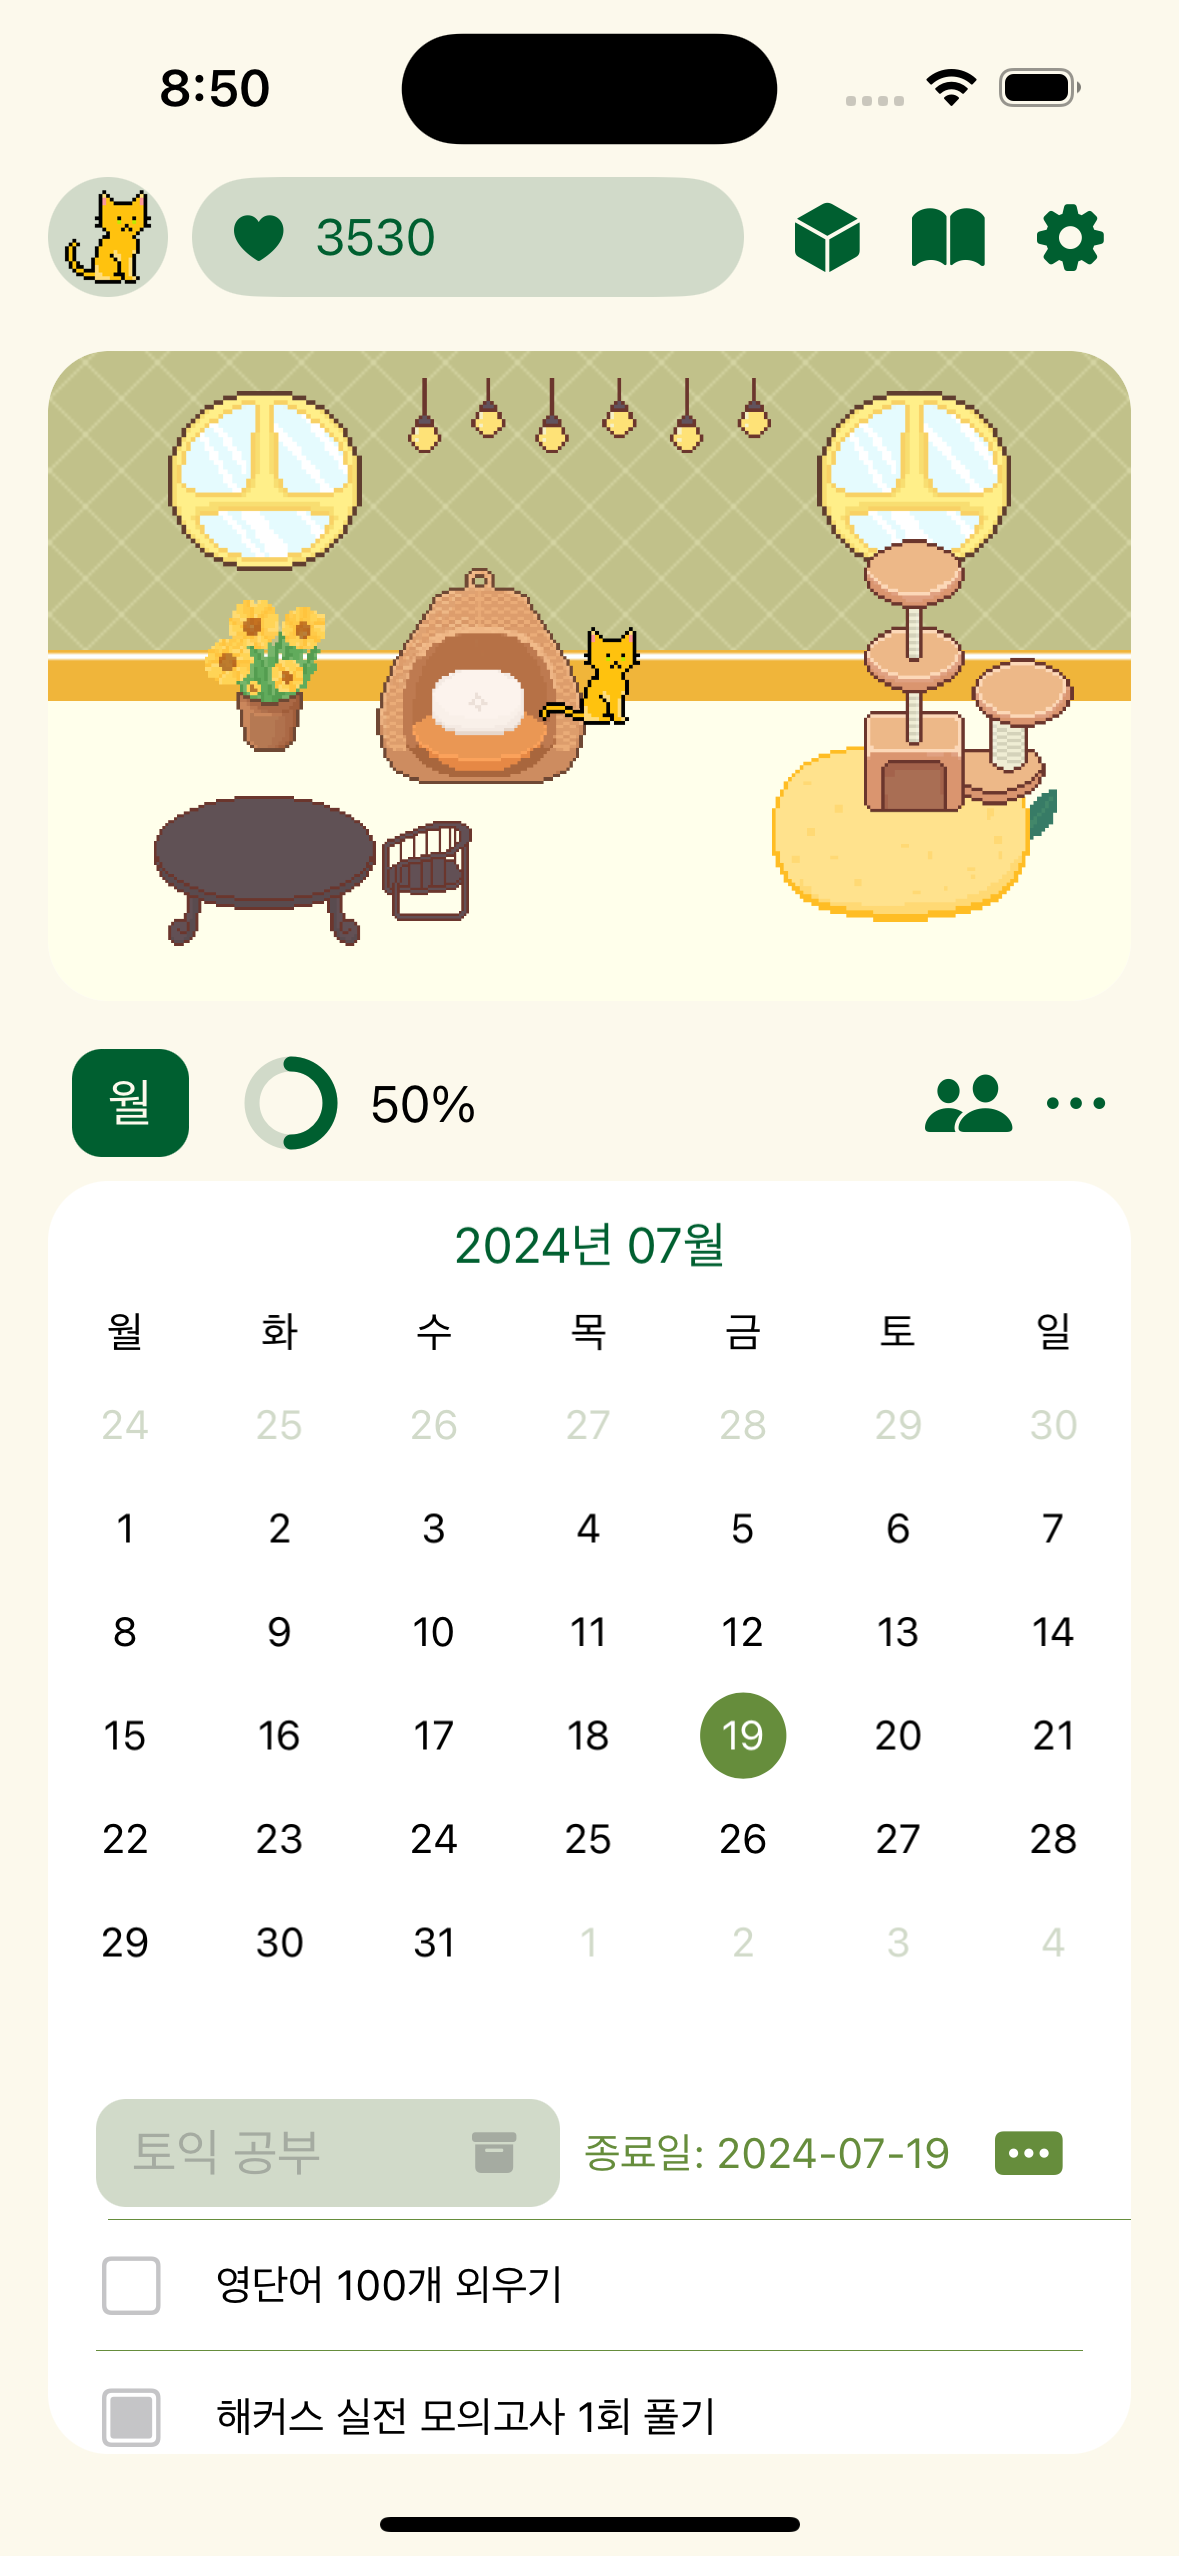 8:50
3530
월 50%
2024년 07월
월 화 수 목 금 토 일
24 25 26 27 28 29 30
1 2 3 4 5 6 7
8 9 10 11 12 13 14
15 16 17 18 19 20 21
22 23 24 25 26 27 28
29 30 31 1 2 3 4
토익 공부 종료일: 2024-07-19
영단어 100개 외우기
해커스 실전 모의고사 1회 풀기